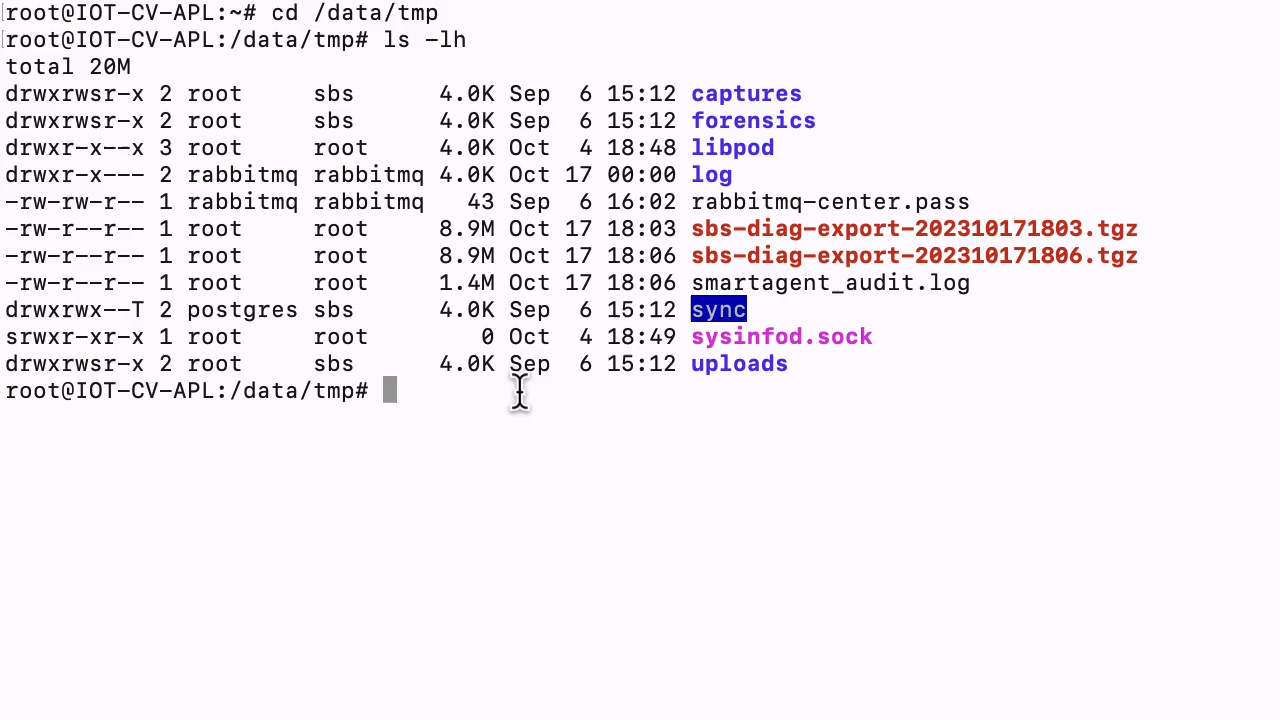 [root@IOT-CV-APL:~# cd /data/tmp
[root@IOT-CV-APL:/data/tmp# ls -lh
total 20M
drwxrwsr-x 2 root     sbs      4.0K Sep  6 15:12 captures
drwxrwsr-x 2 root     sbs      4.0K Sep  6 15:12 forensics
drwxr-x--x 3 root     root     4.0K Oct  4 18:48 libpod
drwxr-x--- 2 rabbitmq rabbitmq 4.0K Oct 17 00:00 log
-rw-rw-r-- 1 rabbitmq rabbitmq   43 Sep  6 16:02 rabbitmq-center.pass
-rw-r--r-- 1 root     root     8.9M Oct 17 18:03 sbs-diag-export-202310171803.tgz
-rw-r--r-- 1 root     root     8.9M Oct 17 18:06 sbs-diag-export-202310171806.tgz
-rw-r--r-- 1 root     root     1.4M Oct 17 18:06 smartagent_audit.log
drwxrwx--T 2 postgres sbs      4.0K Sep  6 15:12 sync
srwxr-xr-x 1 root     root        0 Oct  4 18:49 sysinfod.sock
drwxrwsr-x 2 root     sbs      4.0K Sep  6 15:12 uploads
root@IOT-CV-APL:/data/tmp#